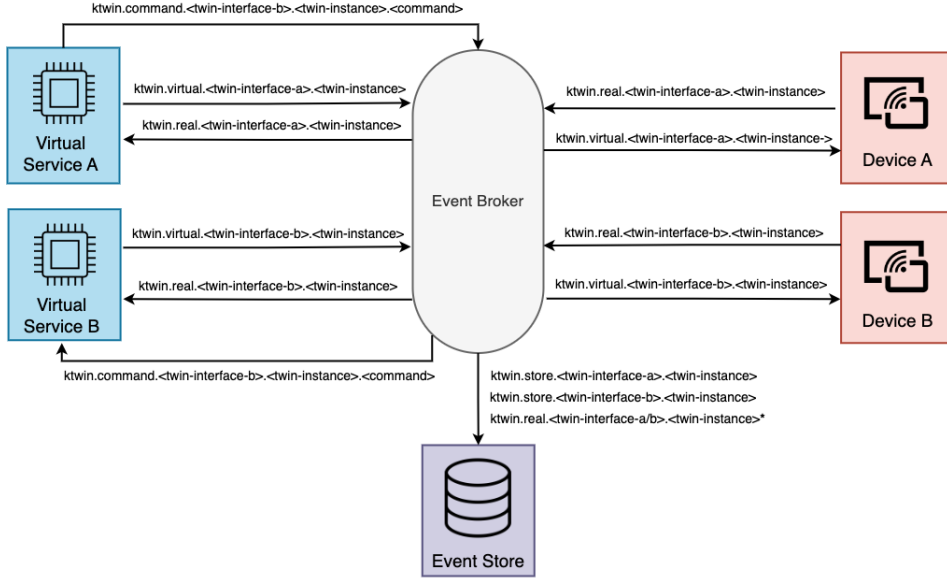 ktwin.command.<twin-interface-b>.<twin-instance>.<command>
ktwin.virtual.<twin-interface-a>.<twin-instance>
ktwin.real.<twin-interface-a>.<twin-instance>
Virtual
Service A
Event Broker
ktwin.real.<twin-interface-a>.<twin-instance>
ktwin.virtual.<twin-interface-a>.<twin-instance->
Device A
ktwin.virtual.<twin-interface-b>.<twin-instance>
ktwin.real.<twin-interface-b>.<twin-instance>
Virtual
Service B
ktwin.real.<twin-interface-b>.<twin-instance>
ktwin.virtual.<twin-interface-b>.<twin-instance>
Device B
ktwin.command.<twin-interface-b>.<twin-instance>.<command>
ktwin.store.<twin-interface-a>.<twin-instance>
ktwin.store.<twin-interface-b>.<twin-instance>
ktwin.real.<twin-interface-a/b>.<twin-instance>*
Event Store